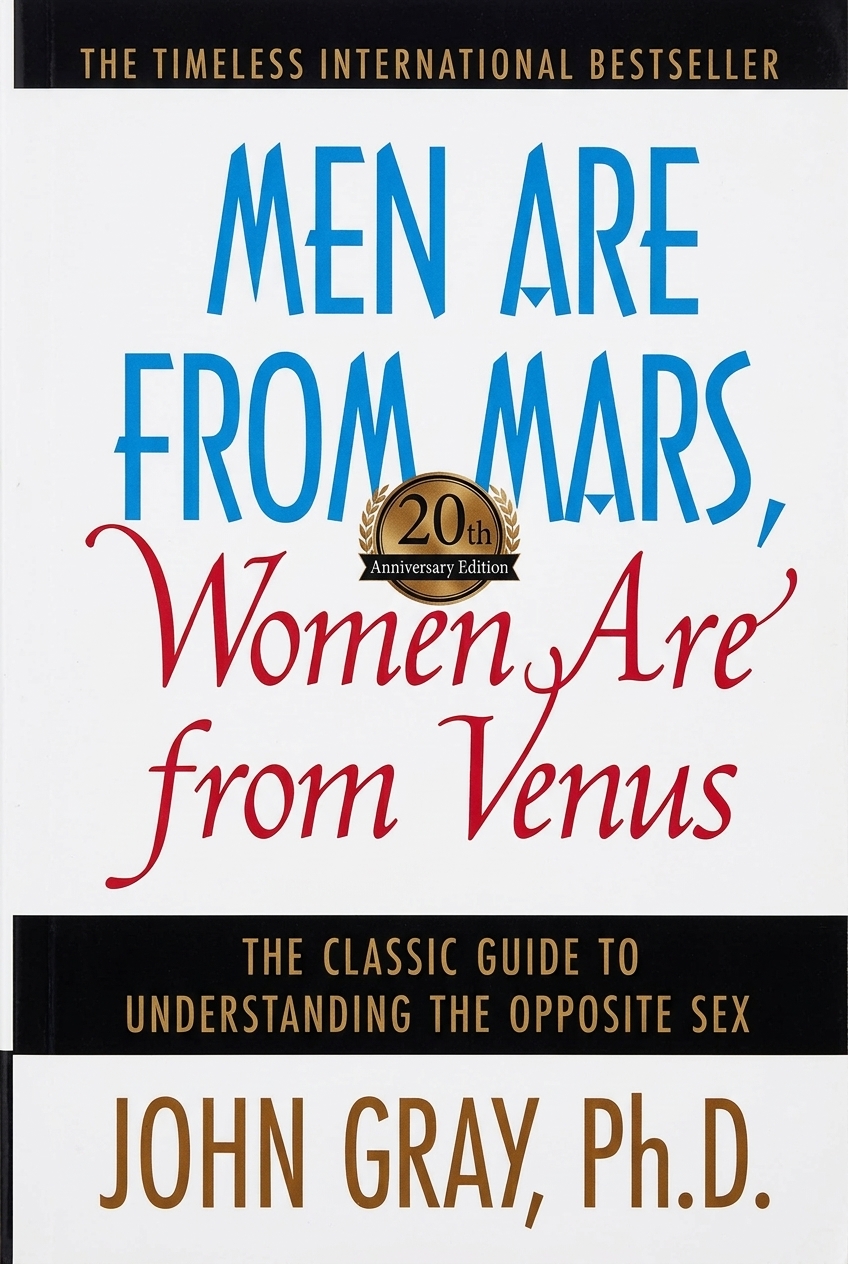 THE TIMELESS INTERNATIONAL BESTSELLER
MEN ARE
FROM MARS,
20th
Anniversary Edition
Women Are
from Venus
THE CLASSIC GUIDE TO
UNDERSTANDING THE OPPOSITE SEX
JOHN GRAY, Ph.D.